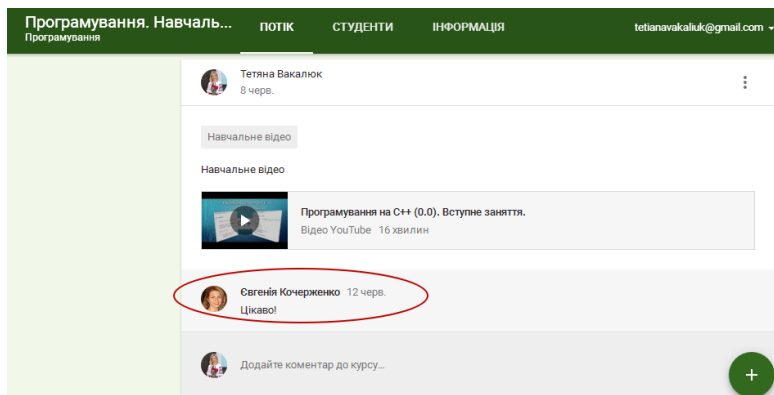 Програмування. Навчаль...
Програмування
ПОТІК
СТУДЕНТИ
ІНФОРМАЦІЯ
tetianavakaliuk@gmail.com
Тетяна Вакалюк
8 черв.
Навчальне відео
Навчальне відео
Програмування на C++ (0.0). Вступне заняття.
Відео YouTube 16 хвилин
Євгенія Кочерженко 12 черв.
Цікаво!
Додайте коментар до курсу...